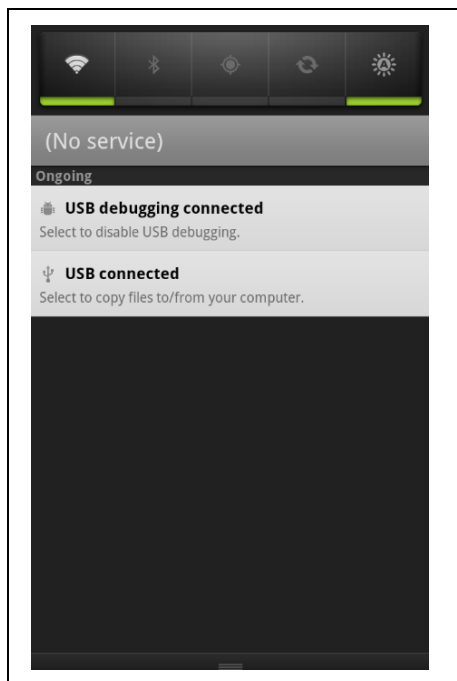 (No service)
Ongoing
USB debugging connected
Select to disable USB debugging.
USB connected
Select to copy files to/from your computer.